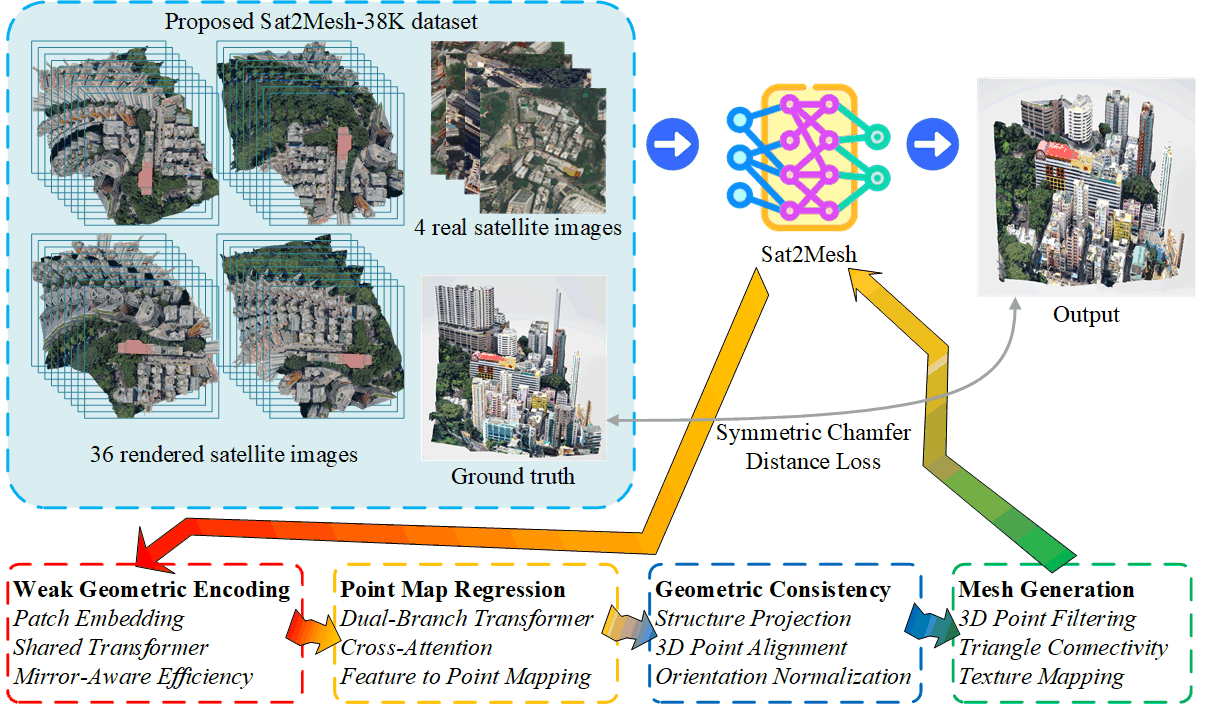 Proposed Sat2Mesh-38K dataset
4 real satellite images
36 rendered satellite images
Ground truth
Sat2Mesh
Output
Symmetric Chamfer
Distance Loss
Weak Geometric Encoding
Patch Embedding
Shared Transformer
Mirror-Aware Efficiency
Point Map Regression
Dual-Branch Transformer
Cross-Attention
Feature to Point Mapping
Geometric Consistency
Structure Projection
3D Point Alignment
Orientation Normalization
Mesh Generation
3D Point Filtering
Triangle Connectivity
Texture Mapping